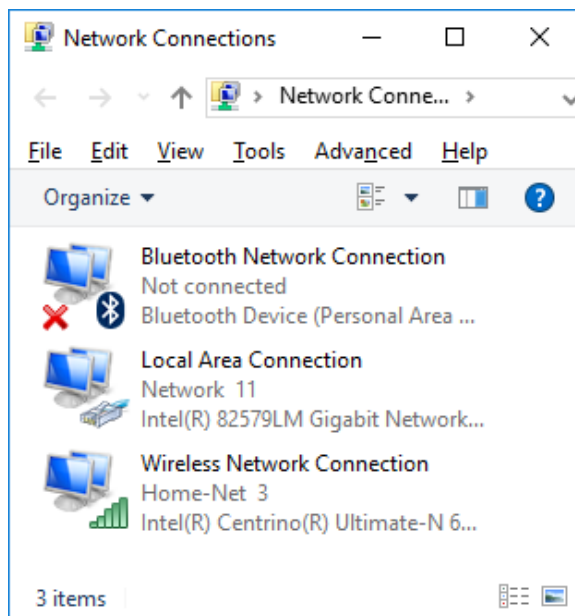 Network Connections
Network Conne...
File Edit View Tools Advanced Help
Organize
Bluetooth Network Connection
Not connected
Bluetooth Device (Personal Area ...
Local Area Connection
Network 11
Intel(R) 82579LM Gigabit Network...
Wireless Network Connection
Home-Net 3
Intel(R) Centrino(R) Ultimate-N 6...
3 items